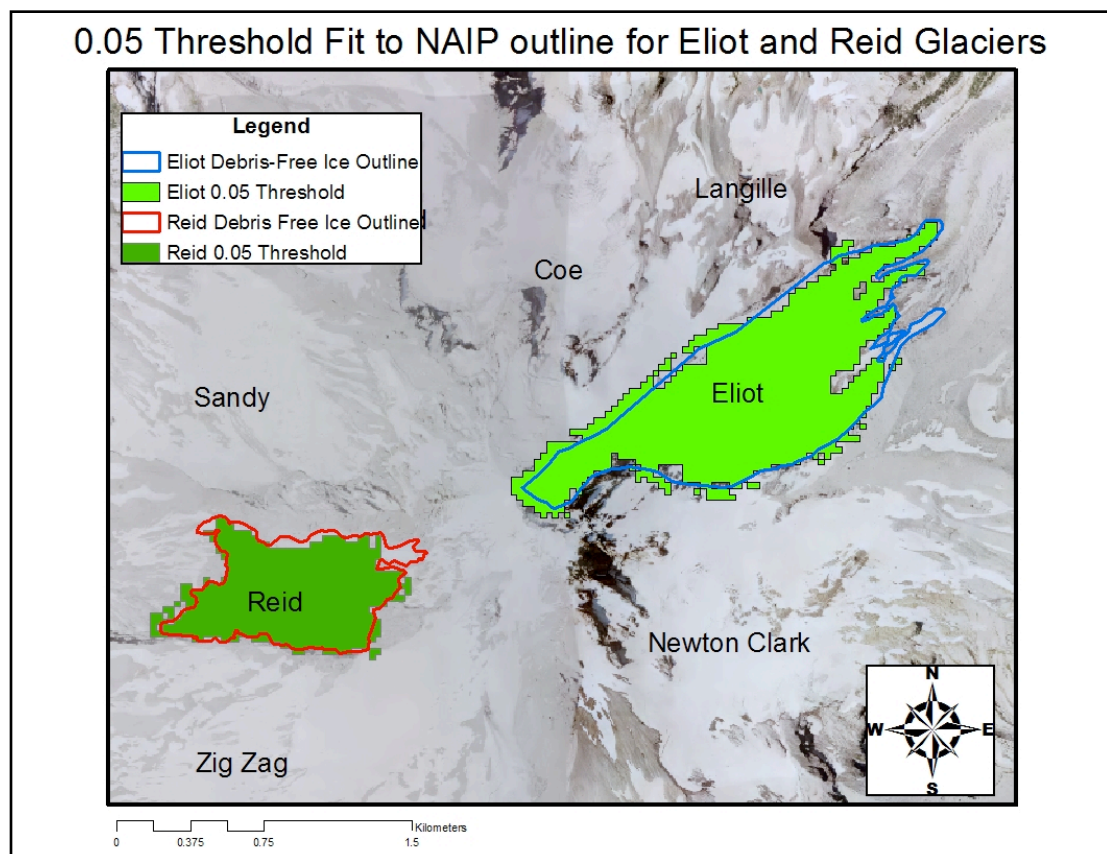 0.05 Threshold Fit to NAIP outline for Eliot and Reid Glaciers
Legend
Eliot Debris-Free Ice Outline
Eliot 0.05 Threshold
Reid Debris Free Ice Outline
Reid 0.05 Threshold
Langille
Coe
Sandy
Eliot
Reid
Newton Clark
Zig Zag
N
W E
S
Kilometers
0 0.375 0.75 1.5